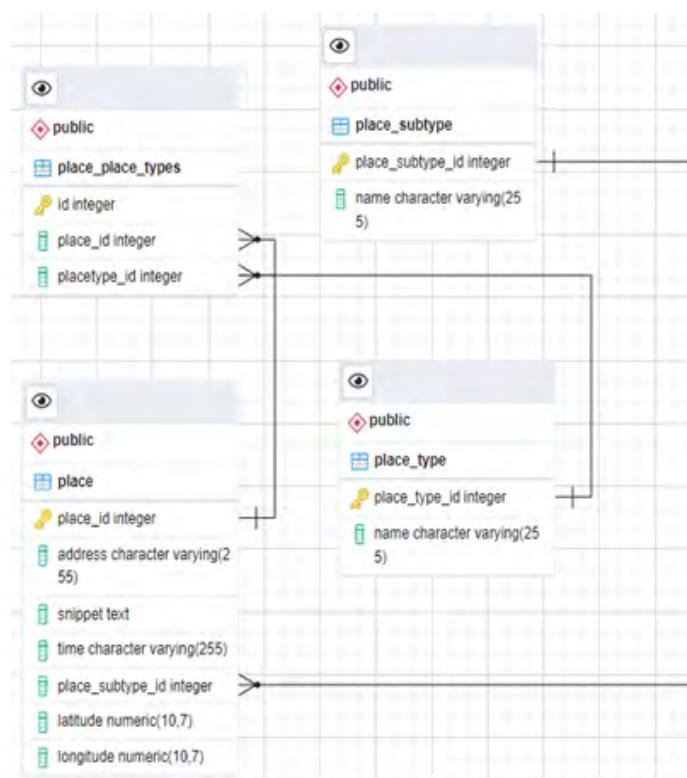 public
place_subtype
place_subtype_id integer
name character varying(25
5)
public
place_place_types
id integer
place_id integer
placetype_id integer
public
place
place_id integer
address character varying(2
55)
snippet text
time character varying(255)
place_subtype_id integer
latitude numeric(10,7)
longitude numeric(10,7)
public
place_type
place_type_id integer
name character varying(25
5)